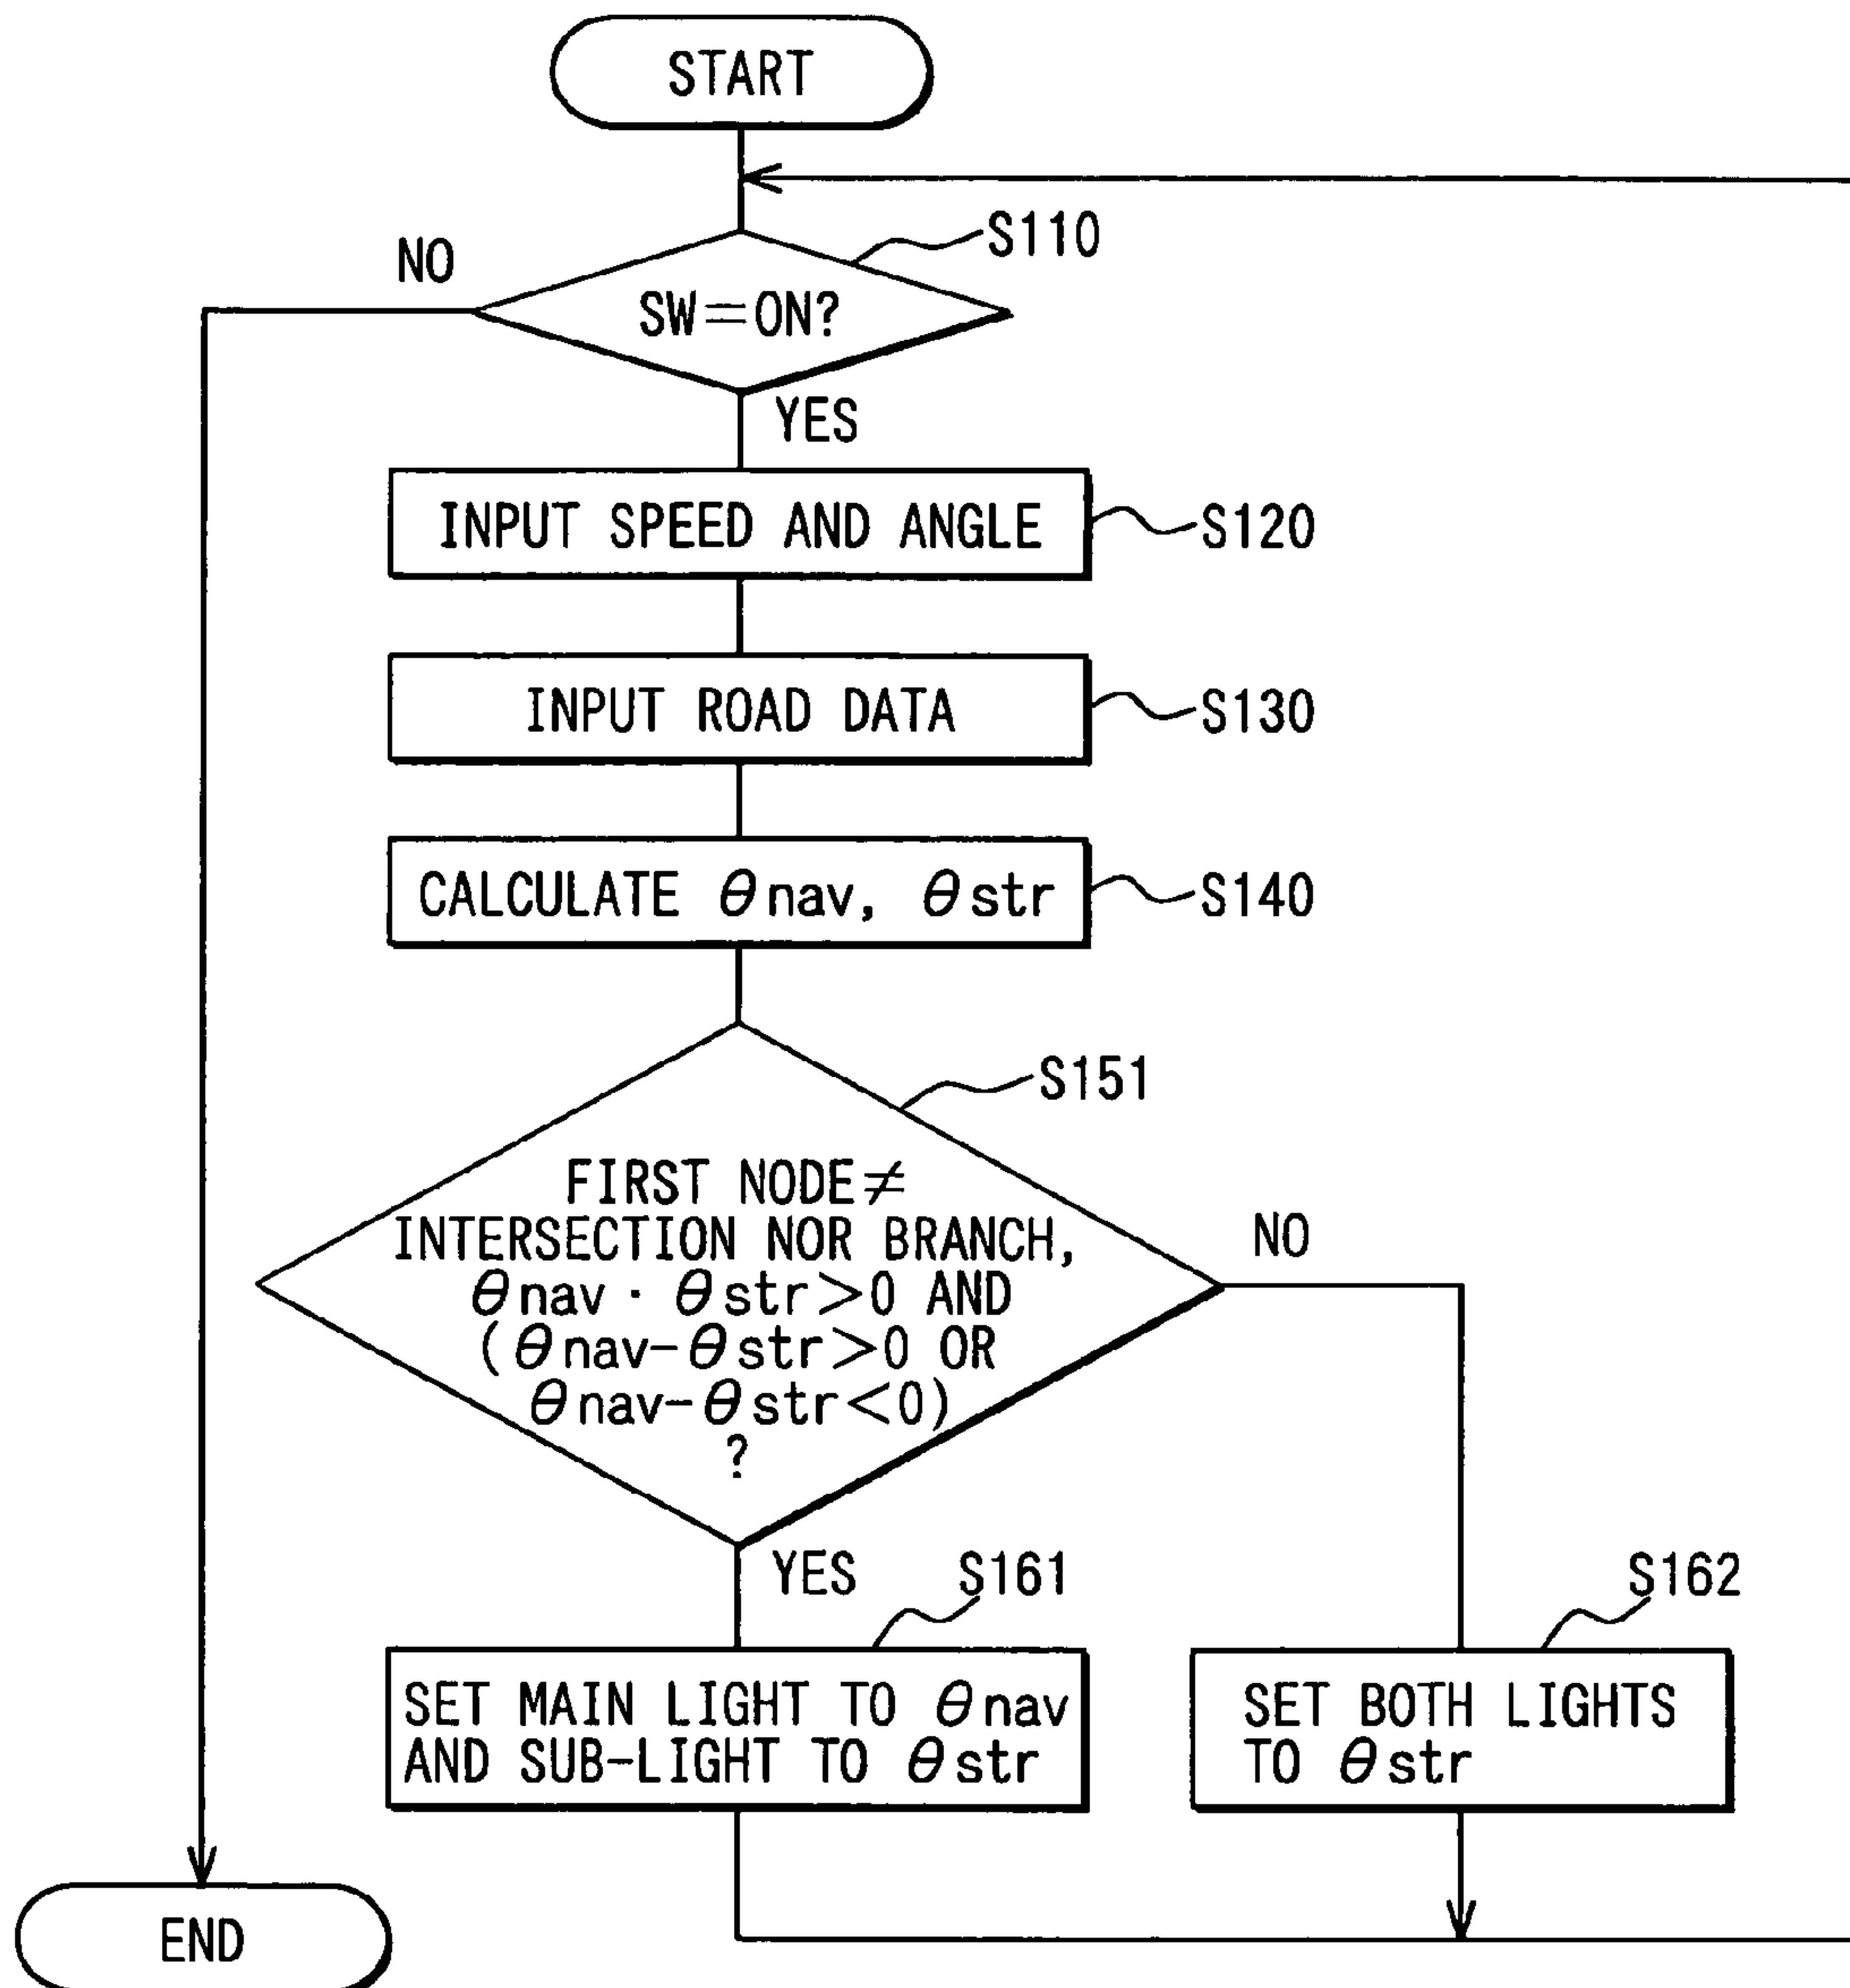 START
S110
NO
SW=ON?
YES
INPUT SPEED AND ANGLE
S120
INPUT ROAD DATA
S130
CALCULATE θnav, θstr
S140
S151
FIRST NODE≠
INTERSECTION NOR BRANCH,
θnav・θstr>0 AND
(θnav-θstr>0 OR
θnav-θstr<0)
?
NO
YES
S161
S162
SET MAIN LIGHT TO θnav
AND SUB-LIGHT TO θstr
SET BOTH LIGHTS
TO θstr
END